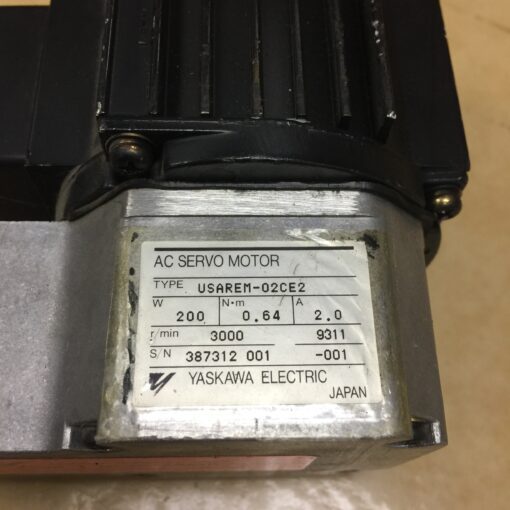 AC SERVO MOTOR
TYPE USAREM-02CE2
W N·m A
200 0.64 2.0
r/min 3000 9311
S/N 387312 001 -001
YASKAWA ELECTRIC
JAPAN